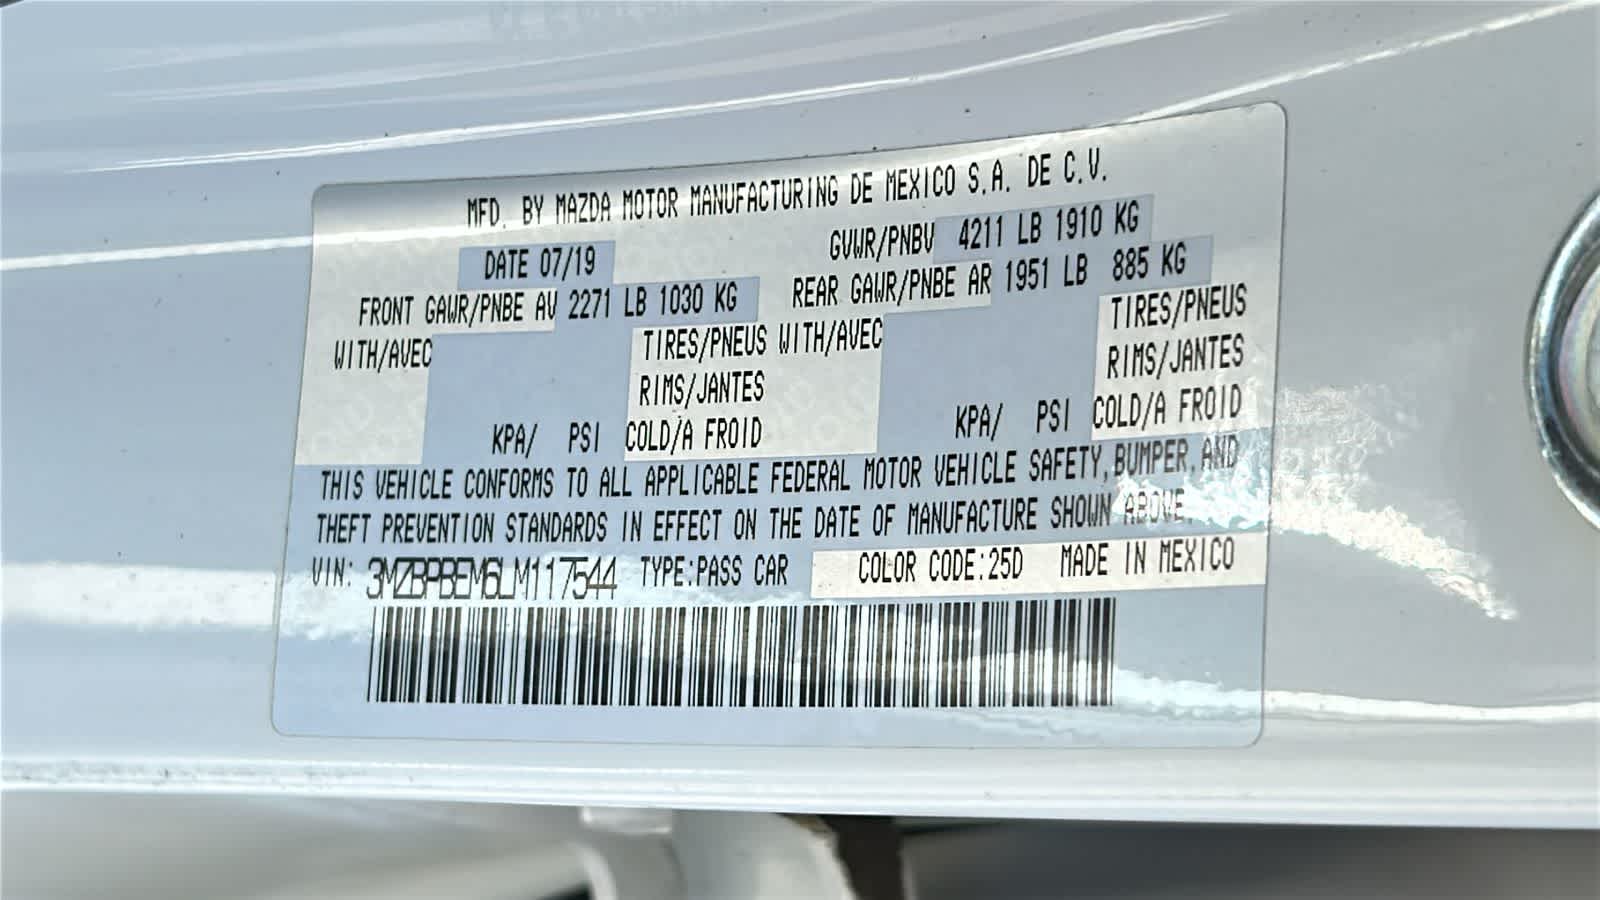 MFD. BY MAZDA MOTOR MANUFACTURING DE MEXICO S.A. DE C.V.
DATE 07/19 GVWR/PNBV 4211 LB 1910 KG
FRONT GAWR/PNBE AV 2271 LB 1030 KG REAR GAWR/PNBE AR 1951 LB 885 KG
WITH/AVEC TIRES/PNEUS WITH/AVEC TIRES/PNEUS
RIMS/JANTES RIMS/JANTES
KPA/ PSI COLD/A FROID KPA/ PSI COLD/A FROID
THIS VEHICLE CONFORMS TO ALL APPLICABLE FEDERAL MOTOR VEHICLE SAFETY, BUMPER, AND
THEFT PREVENTION STANDARDS IN EFFECT ON THE DATE OF MANUFACTURE SHOWN ABOVE.
VIN: 3MZBPBEM6LM117544 TYPE:PASS CAR COLOR CODE:25D MADE IN MEXICO